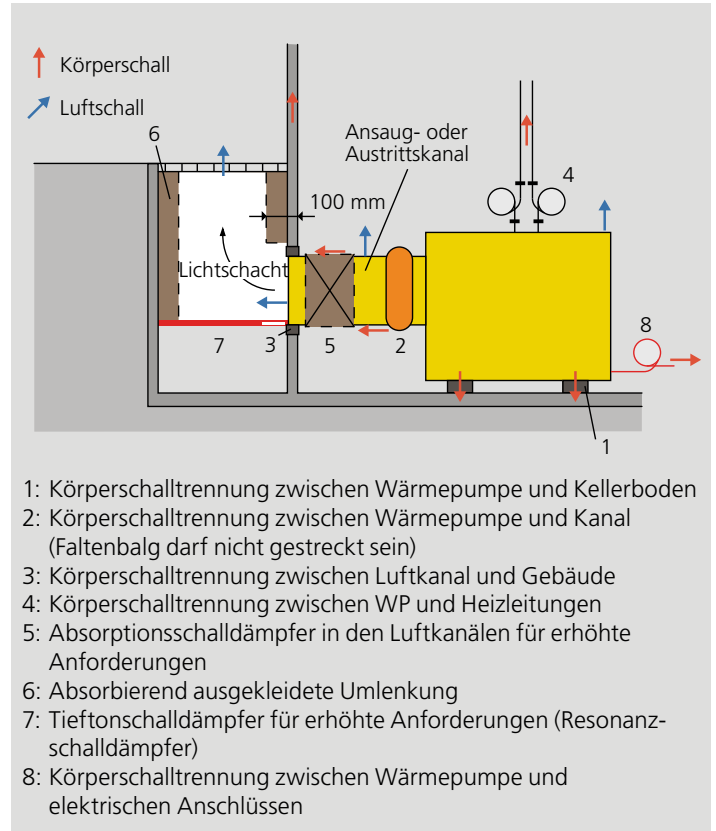 Körperschall
Luftschall
6
Ansaug- oder
Austrittskanal
4
100 mm
Lichtschacht
8
7
3
5
2
1
1: Körperschalltrennung zwischen Wärmepumpe und Kellerboden
2: Körperschalltrennung zwischen Wärmepumpe und Kanal
(Faltenbalg darf nicht gestreckt sein)
3: Körperschalltrennung zwischen Luftkanal und Gebäude
4: Körperschalltrennung zwischen WP und Heizleitungen
5: Absorptionsschalldämpfer in den Luftkanälen für erhöhte
Anforderungen
6: Absorbierend ausgekleidete Umlenkung
7: Tieftonschalldämpfer für erhöhte Anforderungen (Resonanz-
schalldämpfer)
8: Körperschalltrennung zwischen Wärmepumpe und
elektrischen Anschlüssen